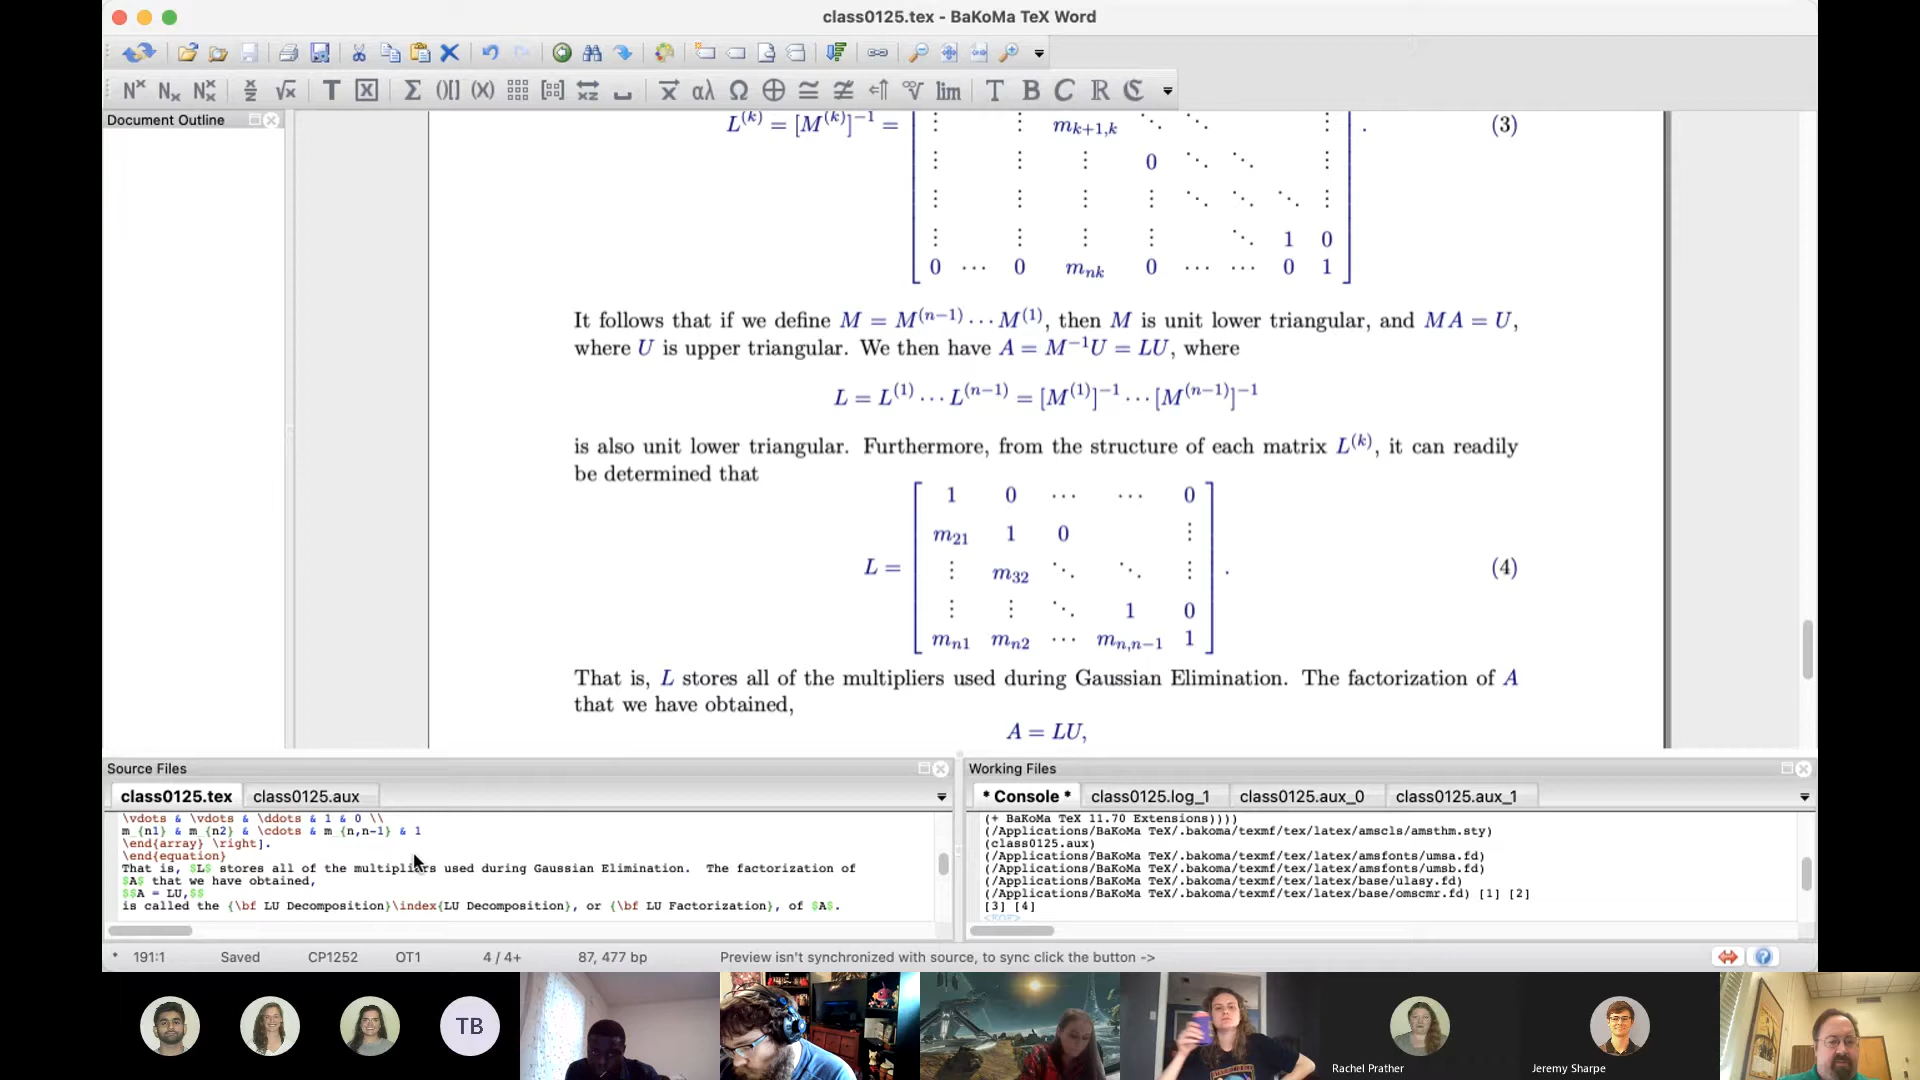 class0125.tex - BaKoMa TeX Word
Document Outline
L^(k) = [M^(k)]^−1 = [ ⋮ ⋮ m_k+1,k ⋱ ⋱ ⋮ ] . (3)
⋮ ⋮ ⋮ 0 ⋱ ⋱ ⋮
⋮ ⋮ ⋮ ⋮ ⋱ ⋱ ⋱ ⋮
⋮ ⋮ ⋮ ⋮ ⋱ 1 0
0 ⋯ 0 m_nk 0 ⋯ ⋯ 0 1
It follows that if we define M = M^(n−1) ⋯ M^(1), then M is unit lower triangular, and MA = U,
where U is upper triangular. We then have A = M^−1U = LU, where
L = L^(1) ⋯ L^(n−1) = [M^(1)]^−1 ⋯ [M^(n−1)]^−1
is also unit lower triangular. Furthermore, from the structure of each matrix L^(k), it can readily
be determined that
1 0 ⋯ ⋯ 0
m_21 1 0 ⋮
L = ⋮ m_32 ⋱ ⋱ ⋮ . (4)
⋮ ⋮ ⋱ 1 0
m_n1 m_n2 ⋯ m_n,n−1 1
That is, L stores all of the multipliers used during Gaussian Elimination. The factorization of A
that we have obtained,
A = LU,
Source Files
class0125.tex class0125.aux
\vdots & \vdots & \ddots & 1 & 0 \\
m_{n1} & m_{n2} & \cdots & m_{n,n-1} & 1
\end{array} \right].
\end{equation}
That is, $L$ stores all of the multipliers used during Gaussian Elimination. The factorization of
$A$ that we have obtained,
$$A = LU,$$
is called the {\bf LU Decomposition}\index{LU Decomposition}, or {\bf LU Factorization}, of $A$.
Working Files
* Console * class0125.log_1 class0125.aux_0 class0125.aux_1
(+ BaKoMa TeX 11.70 Extensions))))
(/Applications/BaKoMa TeX/.bakoma/texmf/tex/latex/amscls/amsthm.sty)
(class0125.aux)
(/Applications/BaKoMa TeX/.bakoma/texmf/tex/latex/amsfonts/umsa.fd)
(/Applications/BaKoMa TeX/.bakoma/texmf/tex/latex/amsfonts/umsb.fd)
(/Applications/BaKoMa TeX/.bakoma/texmf/tex/latex/base/ulasy.fd)
(/Applications/BaKoMa TeX/.bakoma/texmf/tex/latex/base/omscmr.fd) [1] [2]
[3] [4]
* 191:1 Saved CP1252 OT1 4 / 4+ 87, 477 bp Preview isn't synchronized with source, to sync click the button ->
TB
Rachel Prather
Jeremy Sharpe